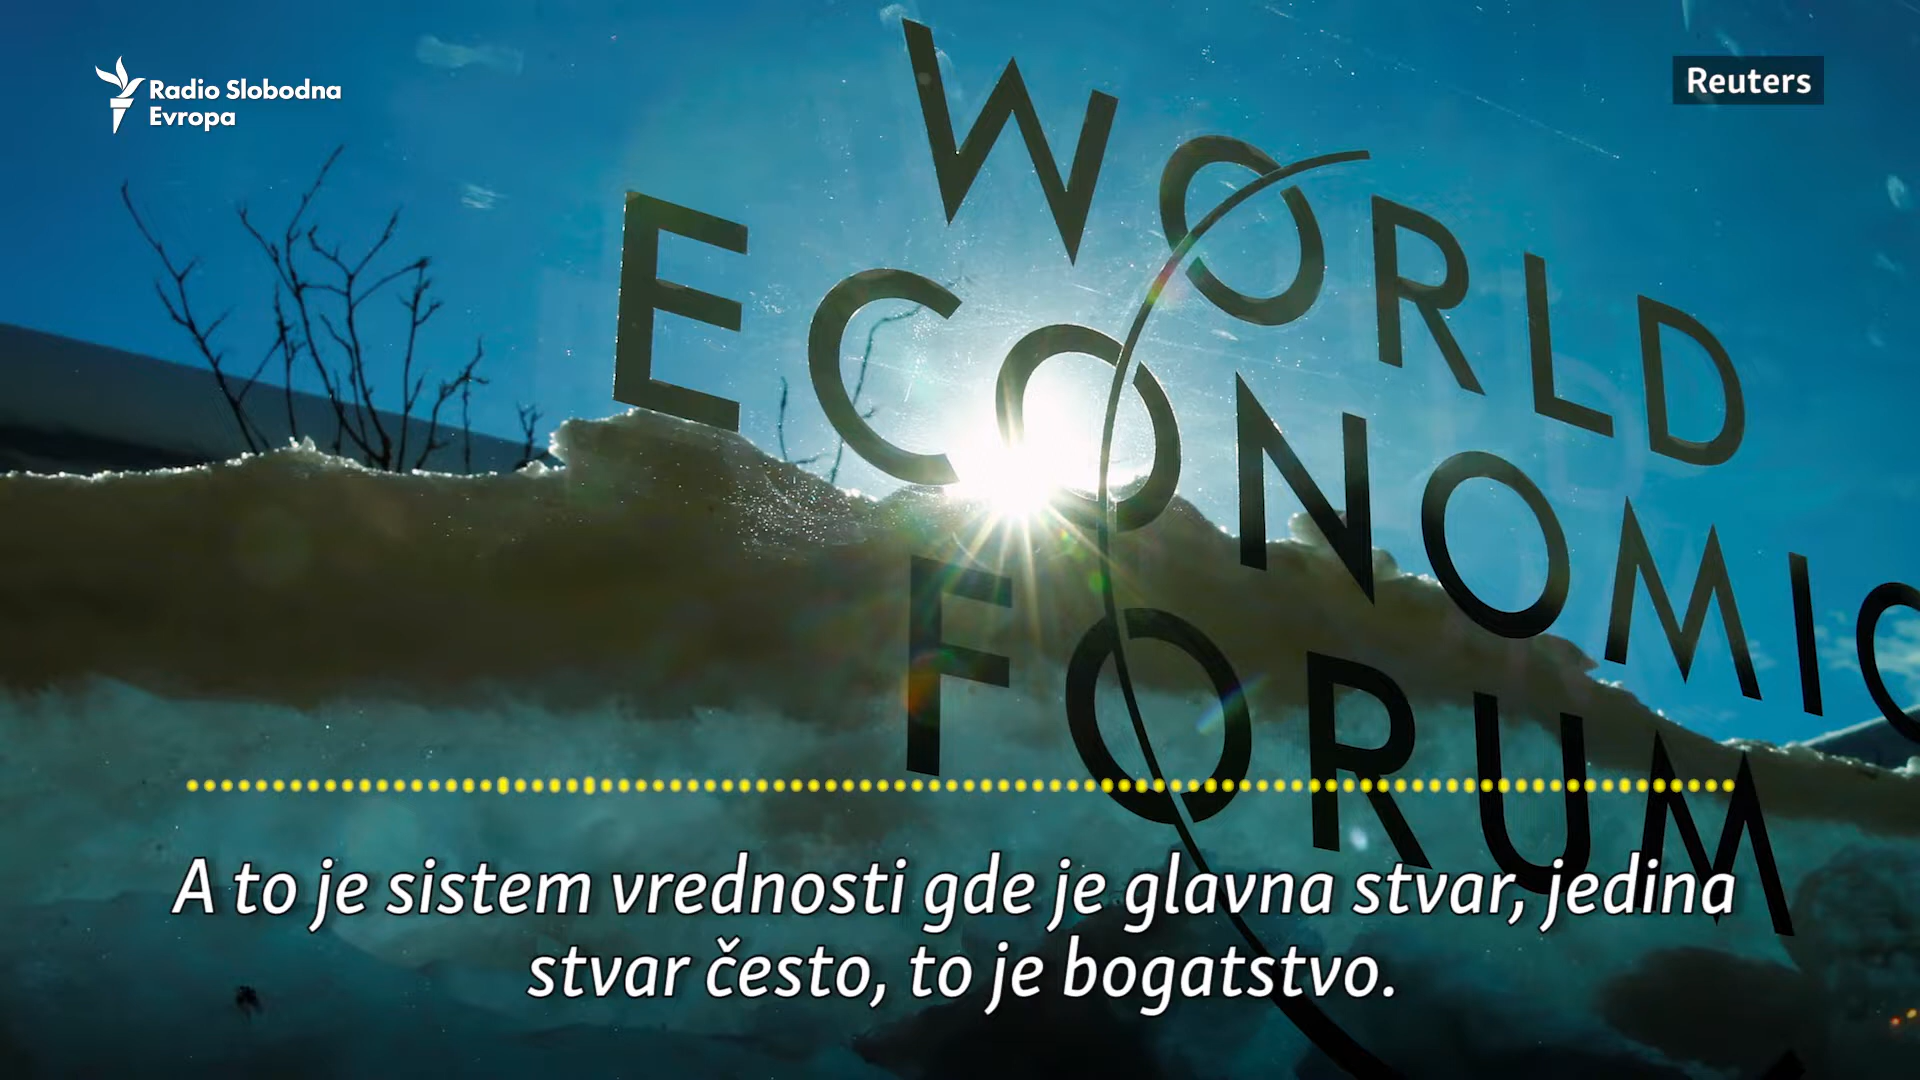 Radio Slobodna
Evropa
Reuters
WORLD
ECONOMIC
FORUM
A to je sistem vrednosti gde je glavna stvar, jedina
stvar često, to je bogatstvo.